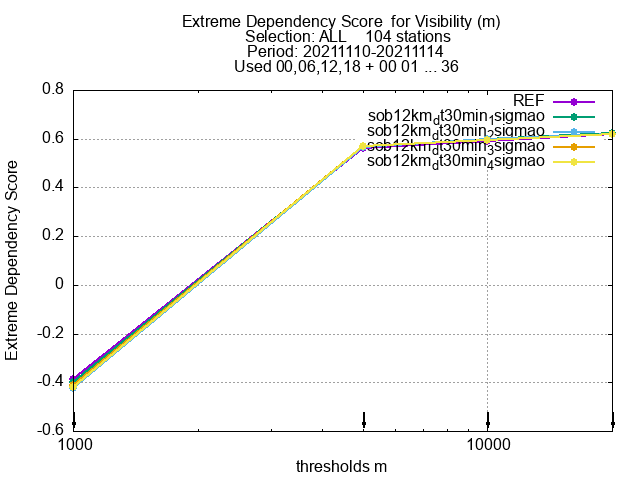 Extreme Dependency Score  for Visibility (m)
Selection: ALL    104 stations
Period: 20211110-20211114
Used 00,06,12,18 + 00 01 ... 36
REF
sob12km_dt30min_1sigmao
sob12km_dt30min_2sigmao
sob12km_dt30min_3sigmao
sob12km_dt30min_4sigmao
0.8
0.6
0.4
0.2
0
-0.2
-0.4
-0.6
Extreme Dependency Score
1000
10000
thresholds m